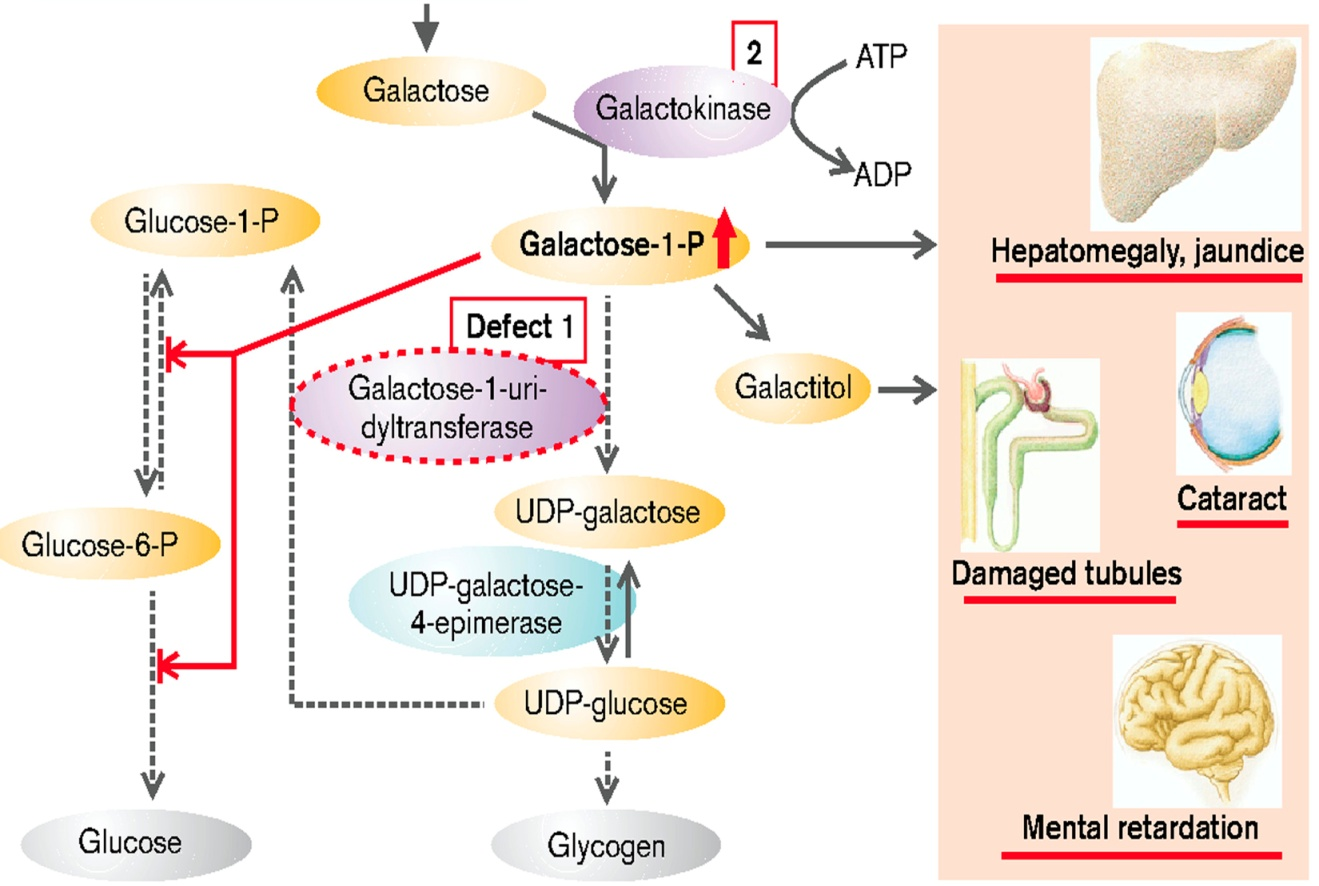 2
ATP
Galactose
Galactokinase
ADP
Glucose-1-P
Galactose-1-P
Hepatomegaly, jaundice
Defect 1
Galactose-1-uri-
dyltransferase
Galactitol
UDP-galactose
Cataract
Glucose-6-P
Damaged tubules
UDP-galactose-
4-epimerase
UDP-glucose
Mental retardation
Glucose
Glycogen